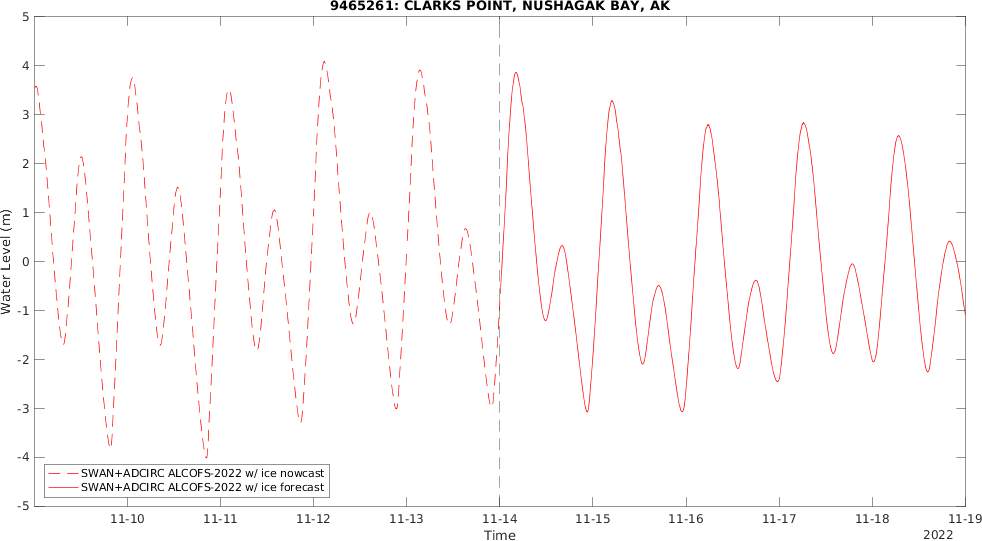 9465261: CLARKS POINT, NUSHAGAK BAY, AK
5
4
3
2
1
0
-1
-2
-3
-4
-5
Water Level (m)
SWAN+ADCIRC ALCOFS-2022 w/ ice nowcast
SWAN+ADCIRC ALCOFS-2022 w/ ice forecast
11-10 11-11 11-12 11-13 11-14 11-15 11-16 11-17 11-18 11-19
Time
2022